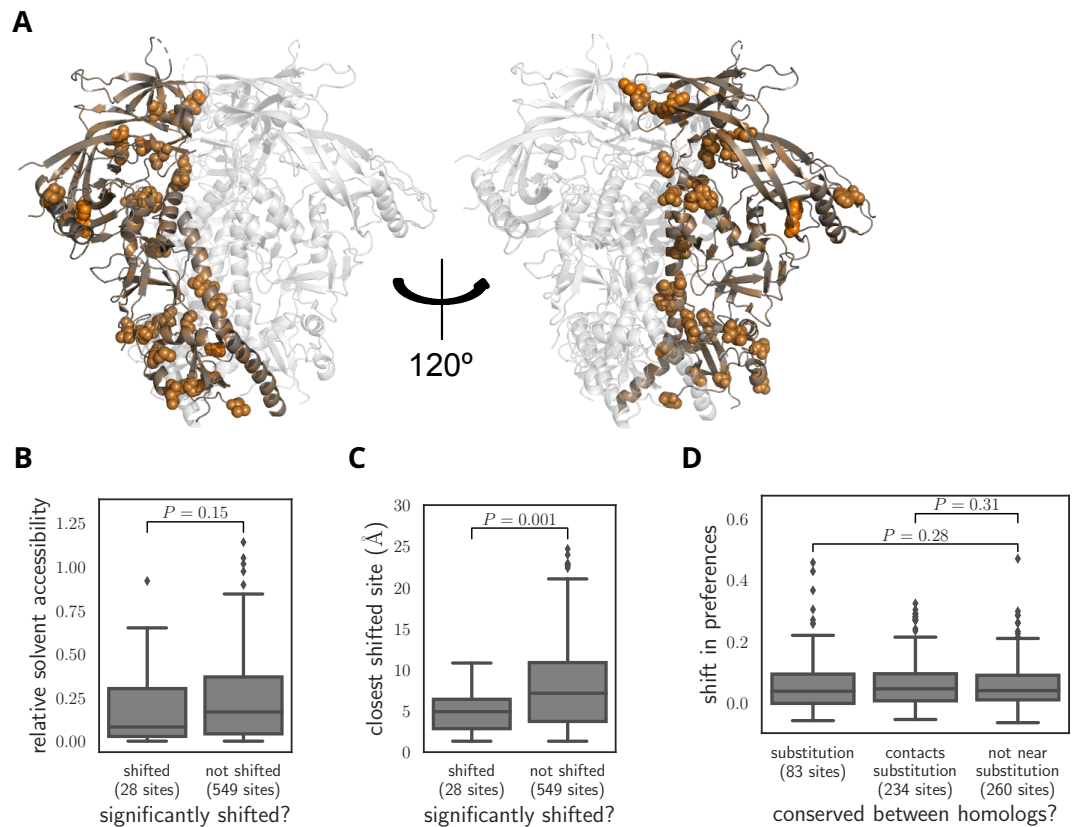 A
120º
B
relative solvent accessibility
1.25
1.00
0.75
0.50
0.25
0.00
P = 0.15
shifted
(28 sites)
not shifted
(549 sites)
significantly shifted?
C
closest shifted site (Å)
30
25
20
15
10
5
0
P = 0.001
shifted
(28 sites)
not shifted
(549 sites)
significantly shifted?
D
shift in preferences
0.6
0.4
0.2
0.0
P = 0.31
P = 0.28
substitution
(83 sites)
contacts
substitution
(234 sites)
not near
substitution
(260 sites)
conserved between homologs?